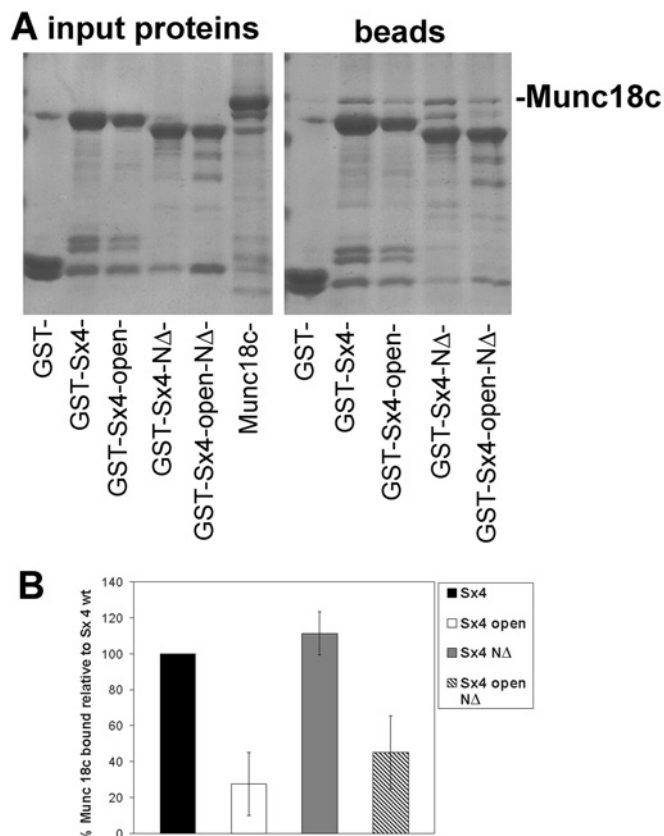 A input proteins beads
-Munc18c
GST-
GST-Sx4-
GST-Sx4-open-
GST-Sx4-NΔ-
GST-Sx4-open-NΔ-
Munc18c-
GST-
GST-Sx4-
GST-Sx4-open-
GST-Sx4-NΔ-
GST-Sx4-open-NΔ-
B
% Munc 18c bound relative to Sx 4 wt
140
120
100
80
60
40
20
0
Sx4
Sx4 open
Sx4 NΔ
Sx4 open
NΔ